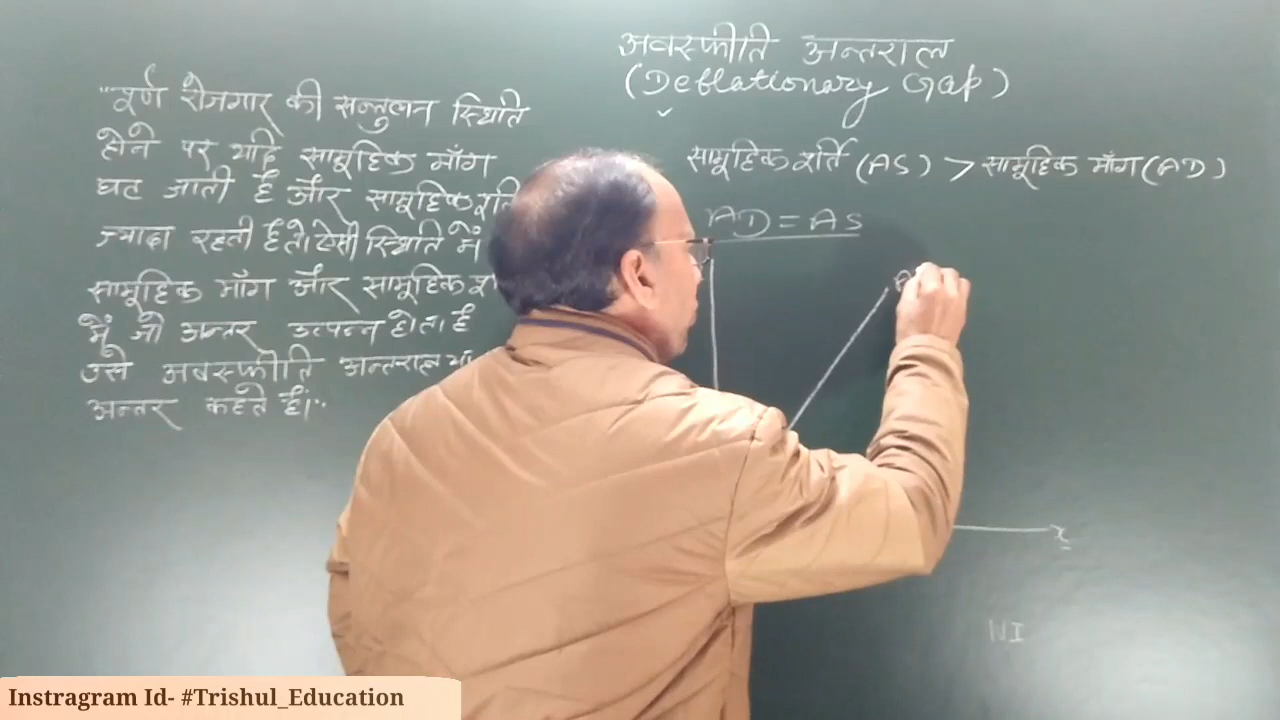 अवस्फीति अन्तराल
(Deflationary Gap)
"पूर्ण रोजगार की सन्तुलन स्थिति
होने पर यदि सामूहिक माँग
घट जाती है और सामूहिक
ज्यादा रहती है तो ऐसी स्थिति में
सामूहिक माँग और सामूहिक
में जो अन्तर उत्पन्न होता है
उसे अवस्फीति अन्तराल
अन्तर कहते हैं।"
सामूहिक पूर्ति (AS) > सामूहिक माँग (AD)
AD = AS
x
NI
Instragram Id- #Trishul_Education